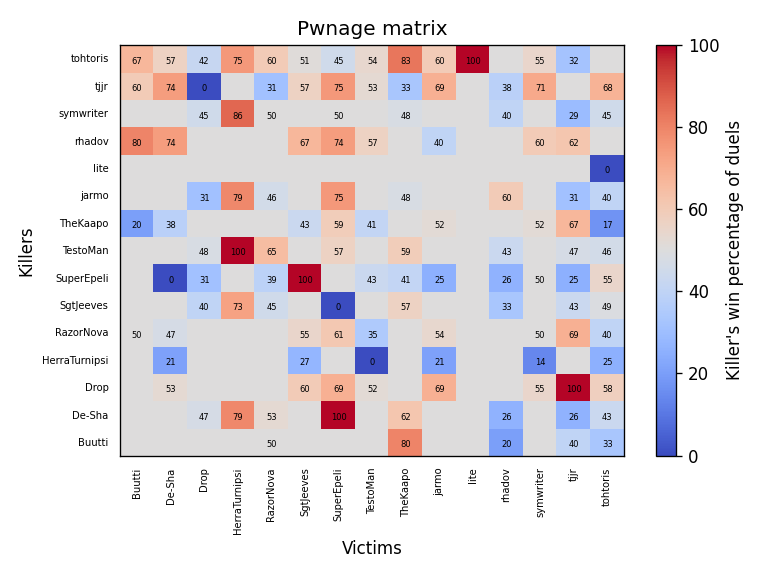 Pwnage matrix
tohtoris 67 57 42 75 60 51 45 54 83 60 100 55 32
tjjr 60 74 0 31 57 75 53 33 69 38 71 68
symwriter 45 86 50 50 48 40 29 45
rhadov 80 74 67 74 57 40 60 62
lite 0
jarmo 31 79 46 75 48 60 31 40
TheKaapo 20 38 43 59 41 52 52 67 17
TestoMan 48 100 65 57 59 43 47 46
SuperEpeli 0 31 39 100 43 41 25 26 50 25 55
SgtJeeves 40 73 45 0 57 33 43 49
RazorNova 50 47 55 61 35 54 50 69 40
HerraTurnipsi 21 27 0 21 14 25
Drop 53 60 69 52 69 55 100 58
De-Sha 47 79 53 100 62 26 26 43
Buutti 50 80 20 40 33
Buutti De-Sha Drop HerraTurnipsi RazorNova SgtJeeves SuperEpeli TestoMan TheKaapo jarmo lite rhadov symwriter tjjr tohtoris
Victims
Killers
100
80
60
40
20
0
Killer's win percentage of duels